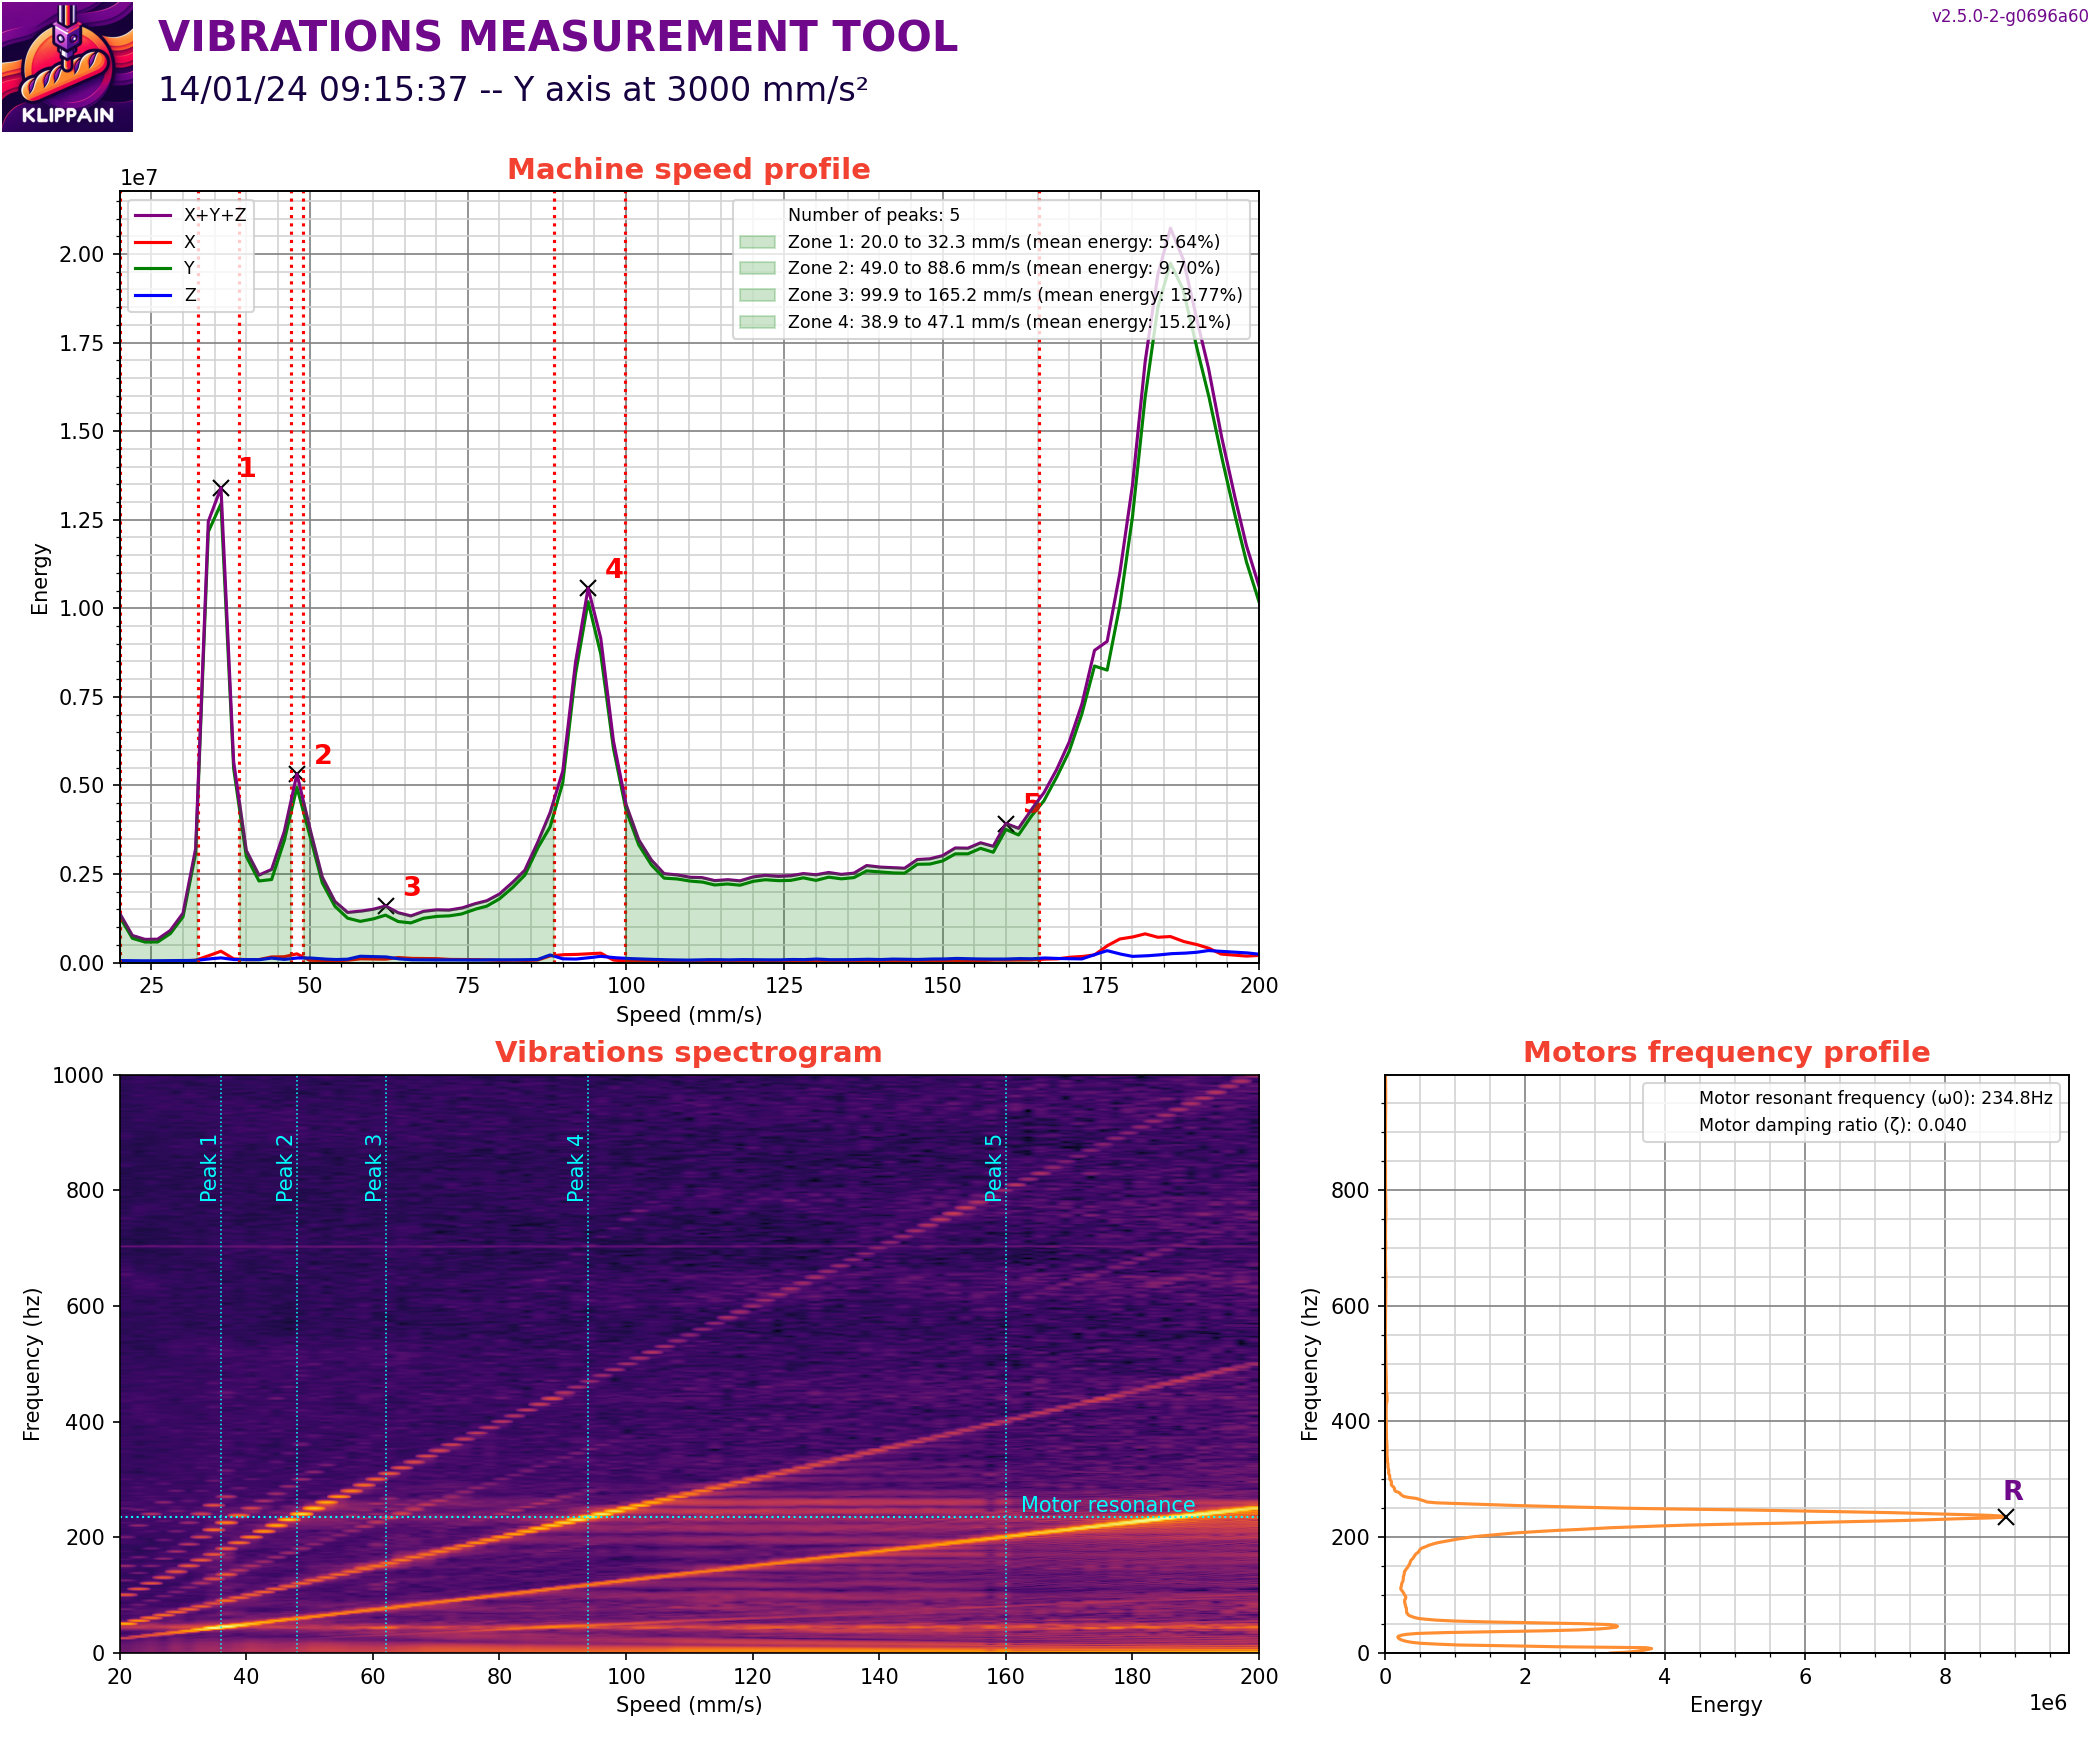 KLIPPAIN
VIBRATIONS MEASUREMENT TOOL
14/01/24 09:15:37 -- Y axis at 3000 mm/s²
v2.5.0-2-g0696a60
Machine speed profile
1e7
X+Y+Z
X
Y
Z
Number of peaks: 5
Zone 1: 20.0 to 32.3 mm/s (mean energy: 5.64%)
Zone 2: 49.0 to 88.6 mm/s (mean energy: 9.70%)
Zone 3: 99.9 to 165.2 mm/s (mean energy: 13.77%)
Zone 4: 38.9 to 47.1 mm/s (mean energy: 15.21%)
2.00
1.75
1.50
1.25
1.00
0.75
0.50
0.25
0.00
Energy
1
2
3
4
5
25 50 75 100 125 150 175 200
Speed (mm/s)
Vibrations spectrogram
1000
800
600
400
200
0
Frequency (hz)
Peak 1
Peak 2
Peak 3
Peak 4
Peak 5
Motor resonance
20 40 60 80 100 120 140 160 180 200
Speed (mm/s)
Motors frequency profile
Motor resonant frequency (ω0): 234.8Hz
Motor damping ratio (ζ): 0.040
800
600
400
200
0
Frequency (hz)
R
0 2 4 6 8
1e6
Energy